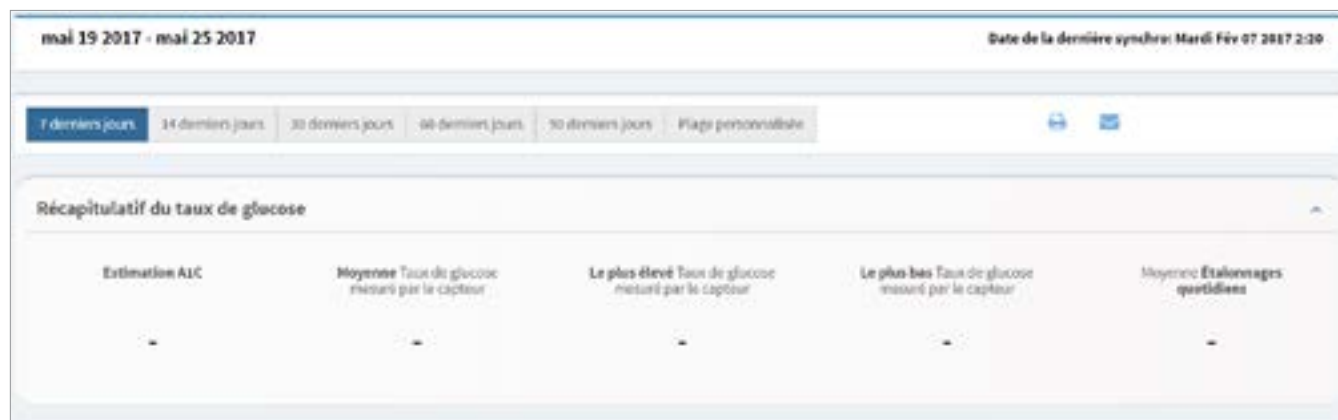 mai 19 2017 - mai 25 2017
Date de la dernière synchro: Mardi Fév 07 2017 2:20
7 derniers jours 14 derniers jours 30 derniers jours 60 derniers jours 90 derniers jours Plage personnalisée
Récapitulatif du taux de glucose
Estimation A1C
Moyenne Taux de glucose
mesuré par le capteur
Le plus élevé Taux de glucose
mesuré par le capteur
Le plus bas Taux de glucose
mesuré par le capteur
Moyenne Étalonnages
quotidiens
- - - - -